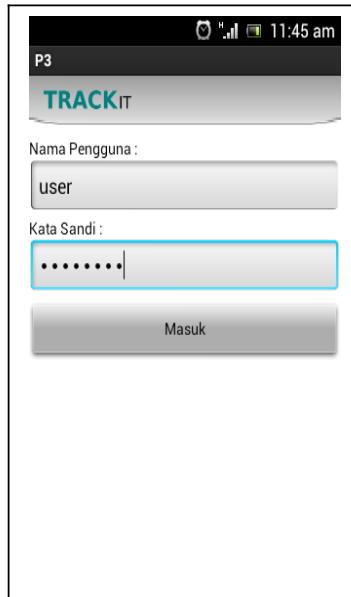 H 11:45 am
P3
TRACKIT
Nama Pengguna :
user
Kata Sandi :
••••••••
Masuk